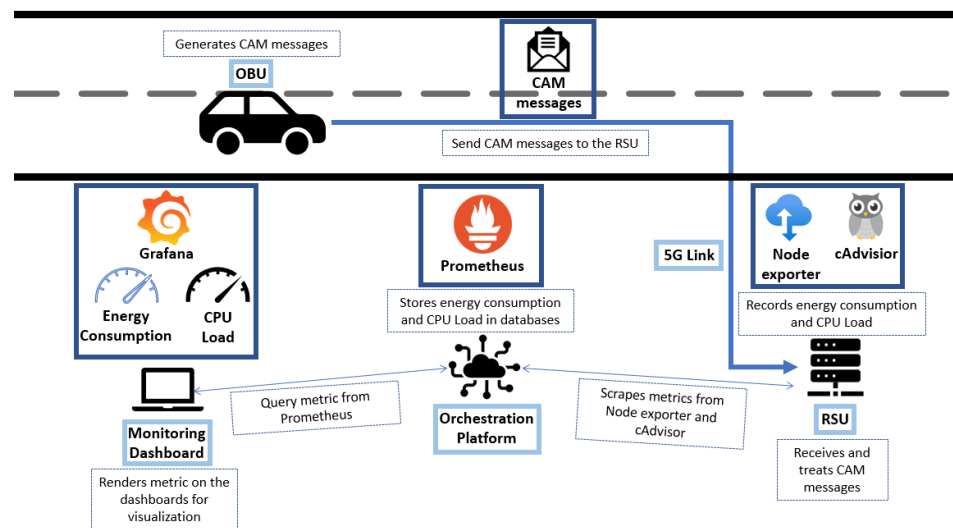 Generates CAM messages
OBU
CAM
messages
Send CAM messages to the RSU
Grafana
Energy
Consumption
CPU
Load
Prometheus
5G Link
Node
exporter
cAdvisior
Stores energy consumption
and CPU Load in databases
Records energy consumption
and CPU Load
Query metric from
Prometheus
Scrapes metrics from
Node exporter and
cAdvisor
Monitoring
Dashboard
Orchestration
Platform
RSU
Renders metric on the
dashboards for
visualization
Receives and
treats CAM
messages